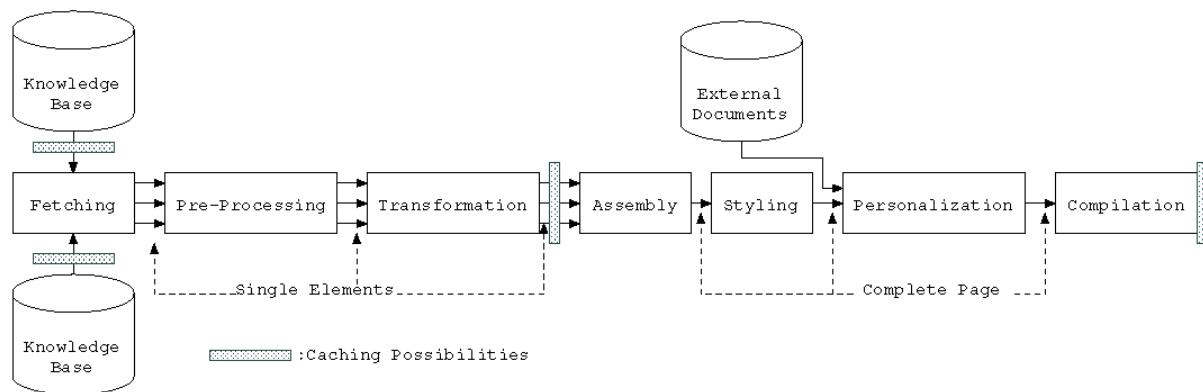 Knowledge
Base
External
Documents
Fetching
Pre-Processing
Transformation
Assembly
Styling
Personalization
Compilation
Single Elements
Complete Page
Knowledge
Base
:Caching Possibilities